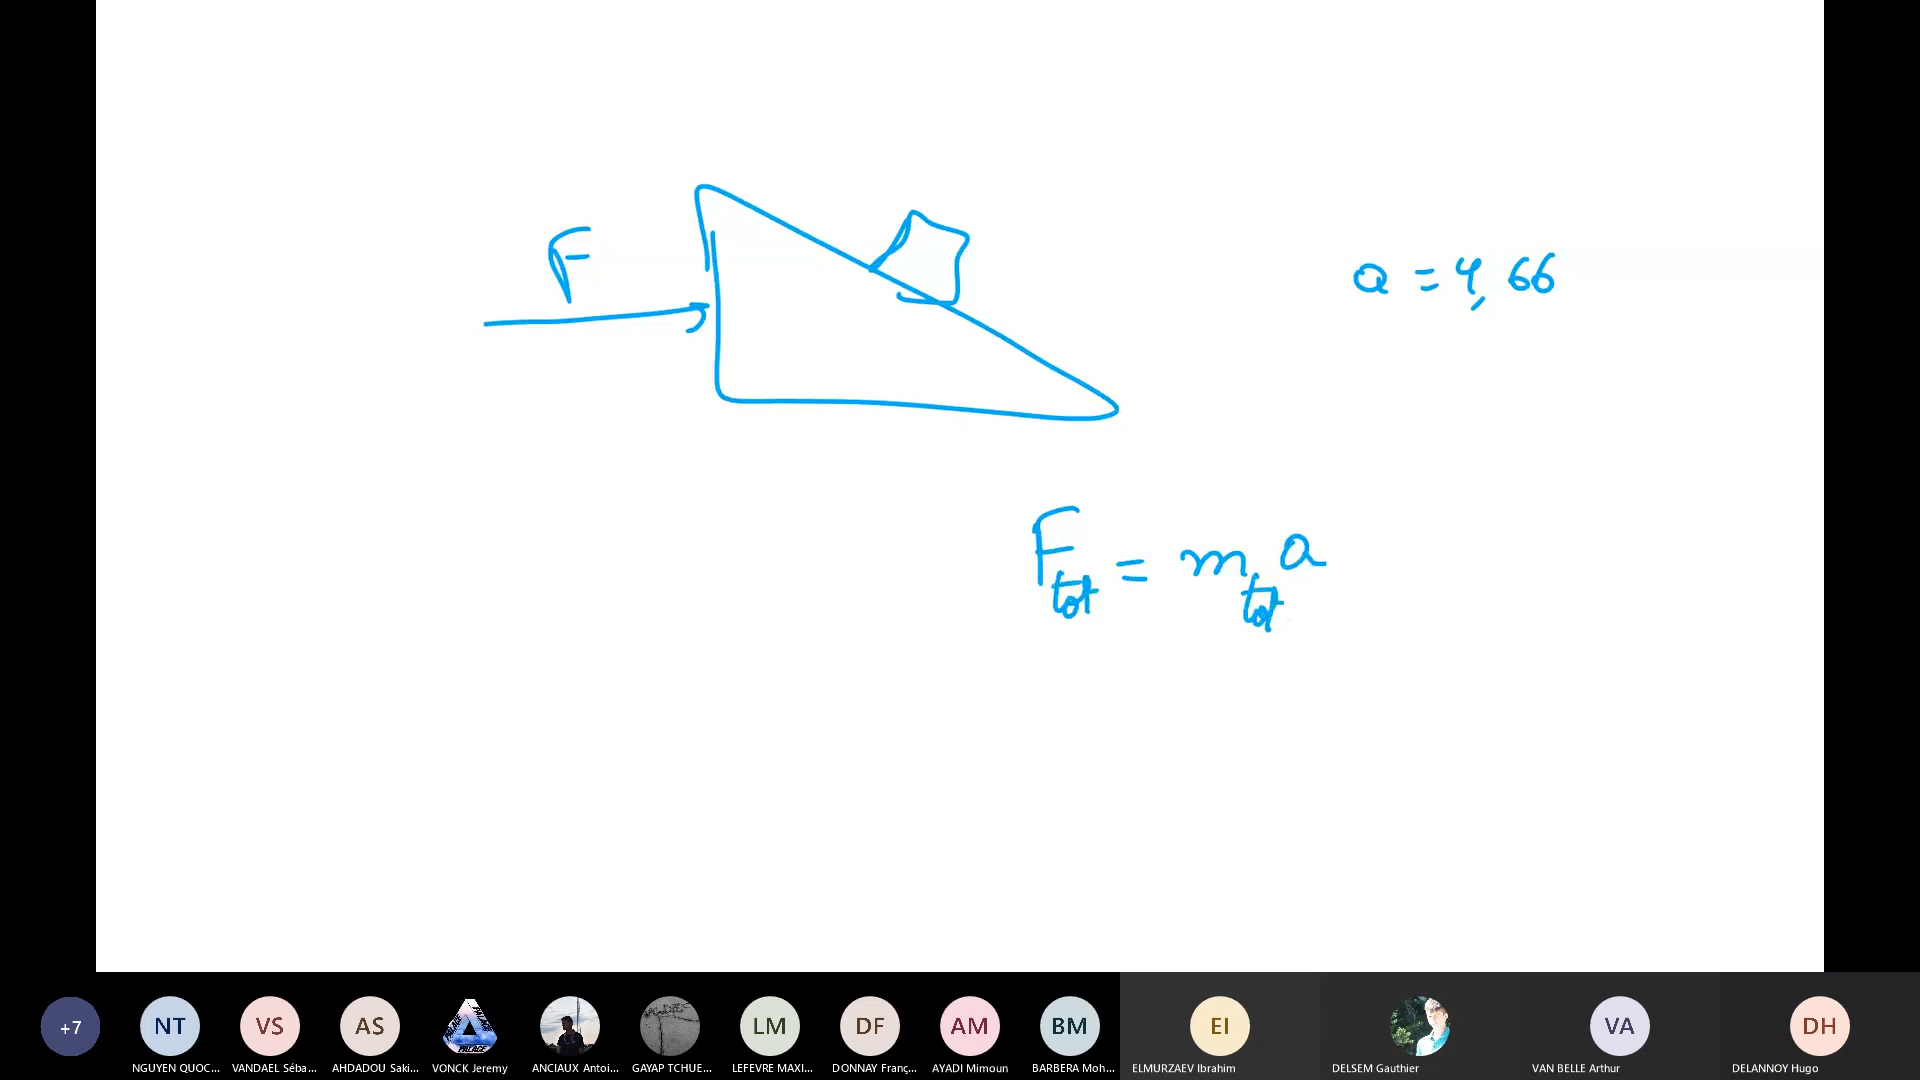 F
a = 4,66
F tot = m tot a
+7
NT
VS
AS
LM
DF
AM
BM
EI
VA
DH
NGUYEN QUOC...
VANDAEL Séba...
AHDADOU Saki...
VONCK Jeremy
ANCIAUX Antoi...
GAYAP TCHUE...
LEFEVRE MAXI...
DONNAY Franç...
AYADI Mimoun
BARBERA Moh...
ELMURZAEV Ibrahim
DELSEM Gauthier
VAN BELLE Arthur
DELANNOY Hugo